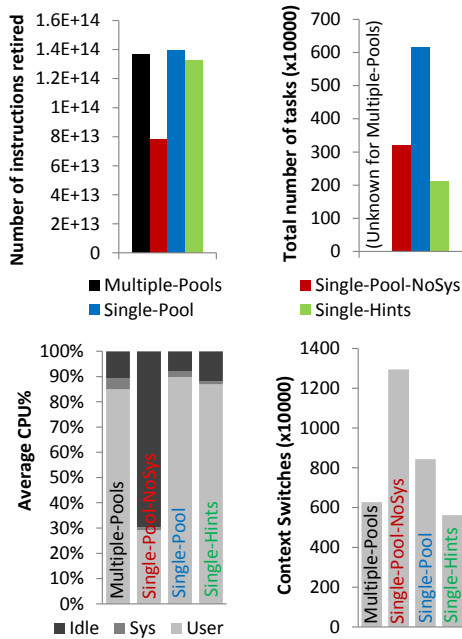 Number of instructions retired
1.6E+14
1.4E+14
1.2E+14
1E+14
8E+13
6E+13
4E+13
2E+13
0
Total number of tasks (x10000)
700
600
500
400
300
200
100
0
(Unknown for Multiple-Pools)
Multiple-Pools
Single-Pool-NoSys
Single-Pool
Single-Hints
Average CPU%
100%
90%
80%
70%
60%
50%
40%
30%
20%
10%
0%
Multiple-Pools
Single-Pool-NoSys
Single-Pool
Single-Hints
Idle
Sys
User
Context Switches (x10000)
1400
1200
1000
800
600
400
200
0
Multiple-Pools
Single-Pool-NoSys
Single-Pool
Single-Hints